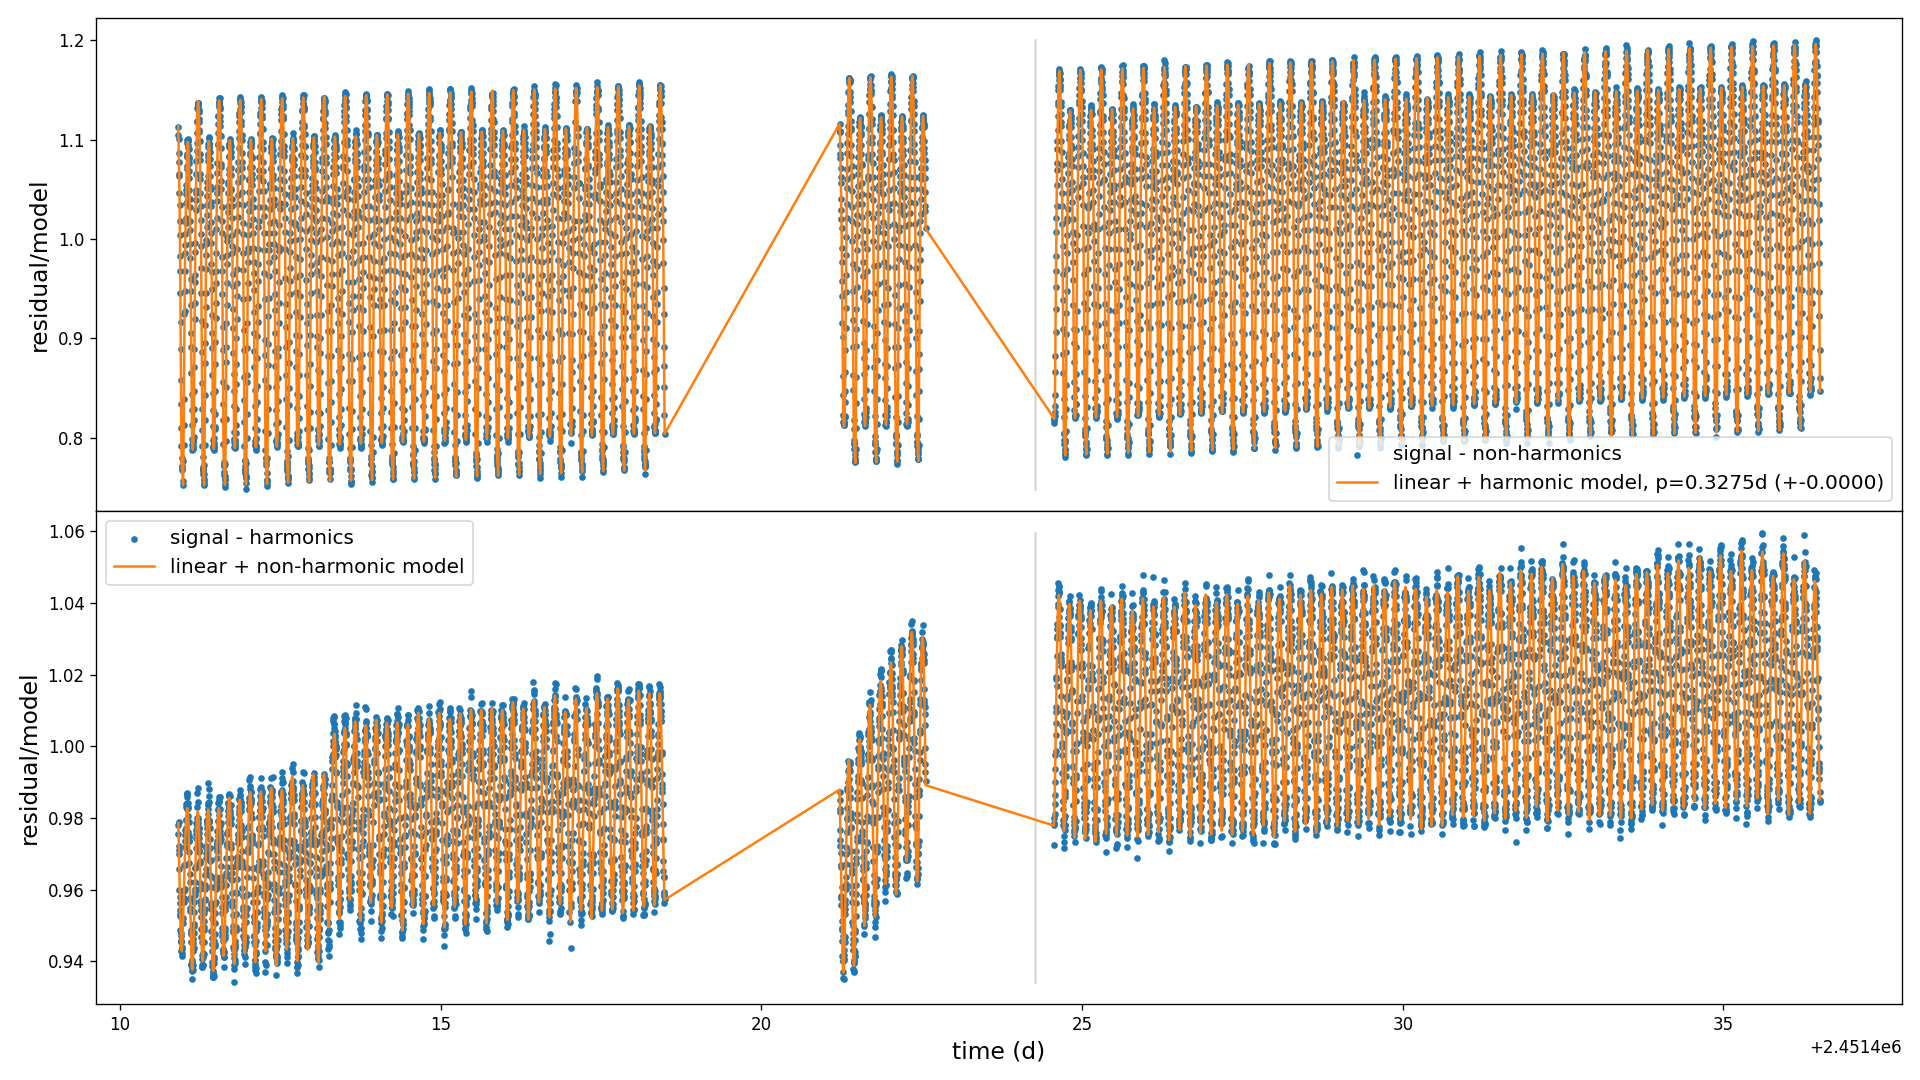 1.2
1.1
1.0
0.9
0.8
residual/model
signal - non-harmonics
linear + harmonic model, p=0.3275d (+-0.0000)
signal - harmonics
linear + non-harmonic model
1.06
1.04
1.02
1.00
0.98
0.96
0.94
residual/model
10
15
20
25
30
35
time (d)
+2.4514e6